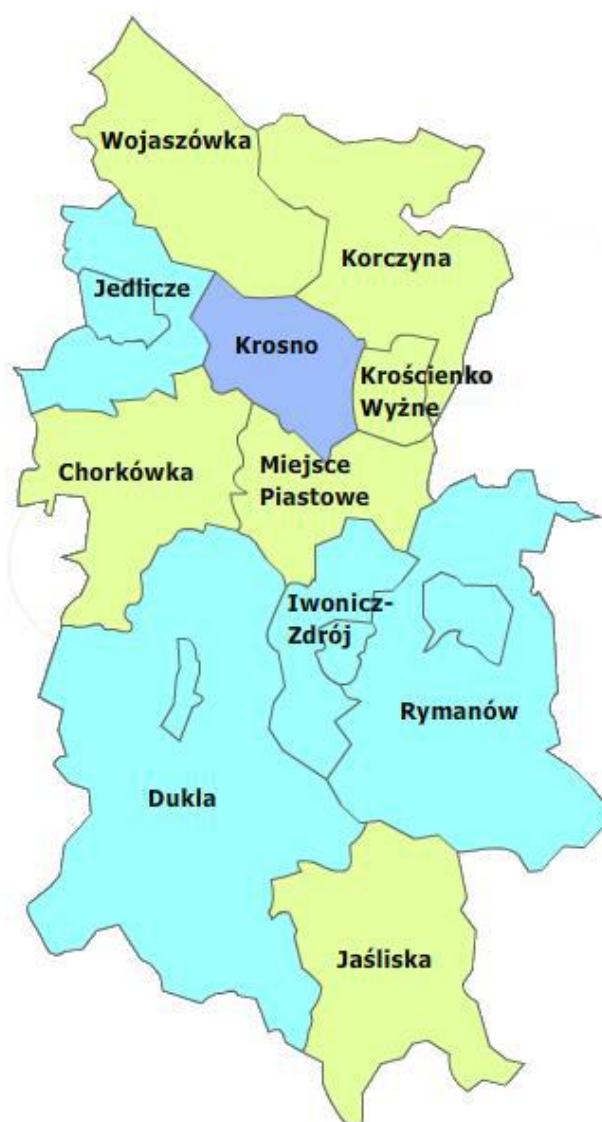 Wojaszówka
Korczyna
Jedlicze
Krosno
Krościenko
Wyżne
Chorkówka
Miejsce
Piastowe
Iwonicz-
Zdrój
Rymanów
Dukla
Jaśliska